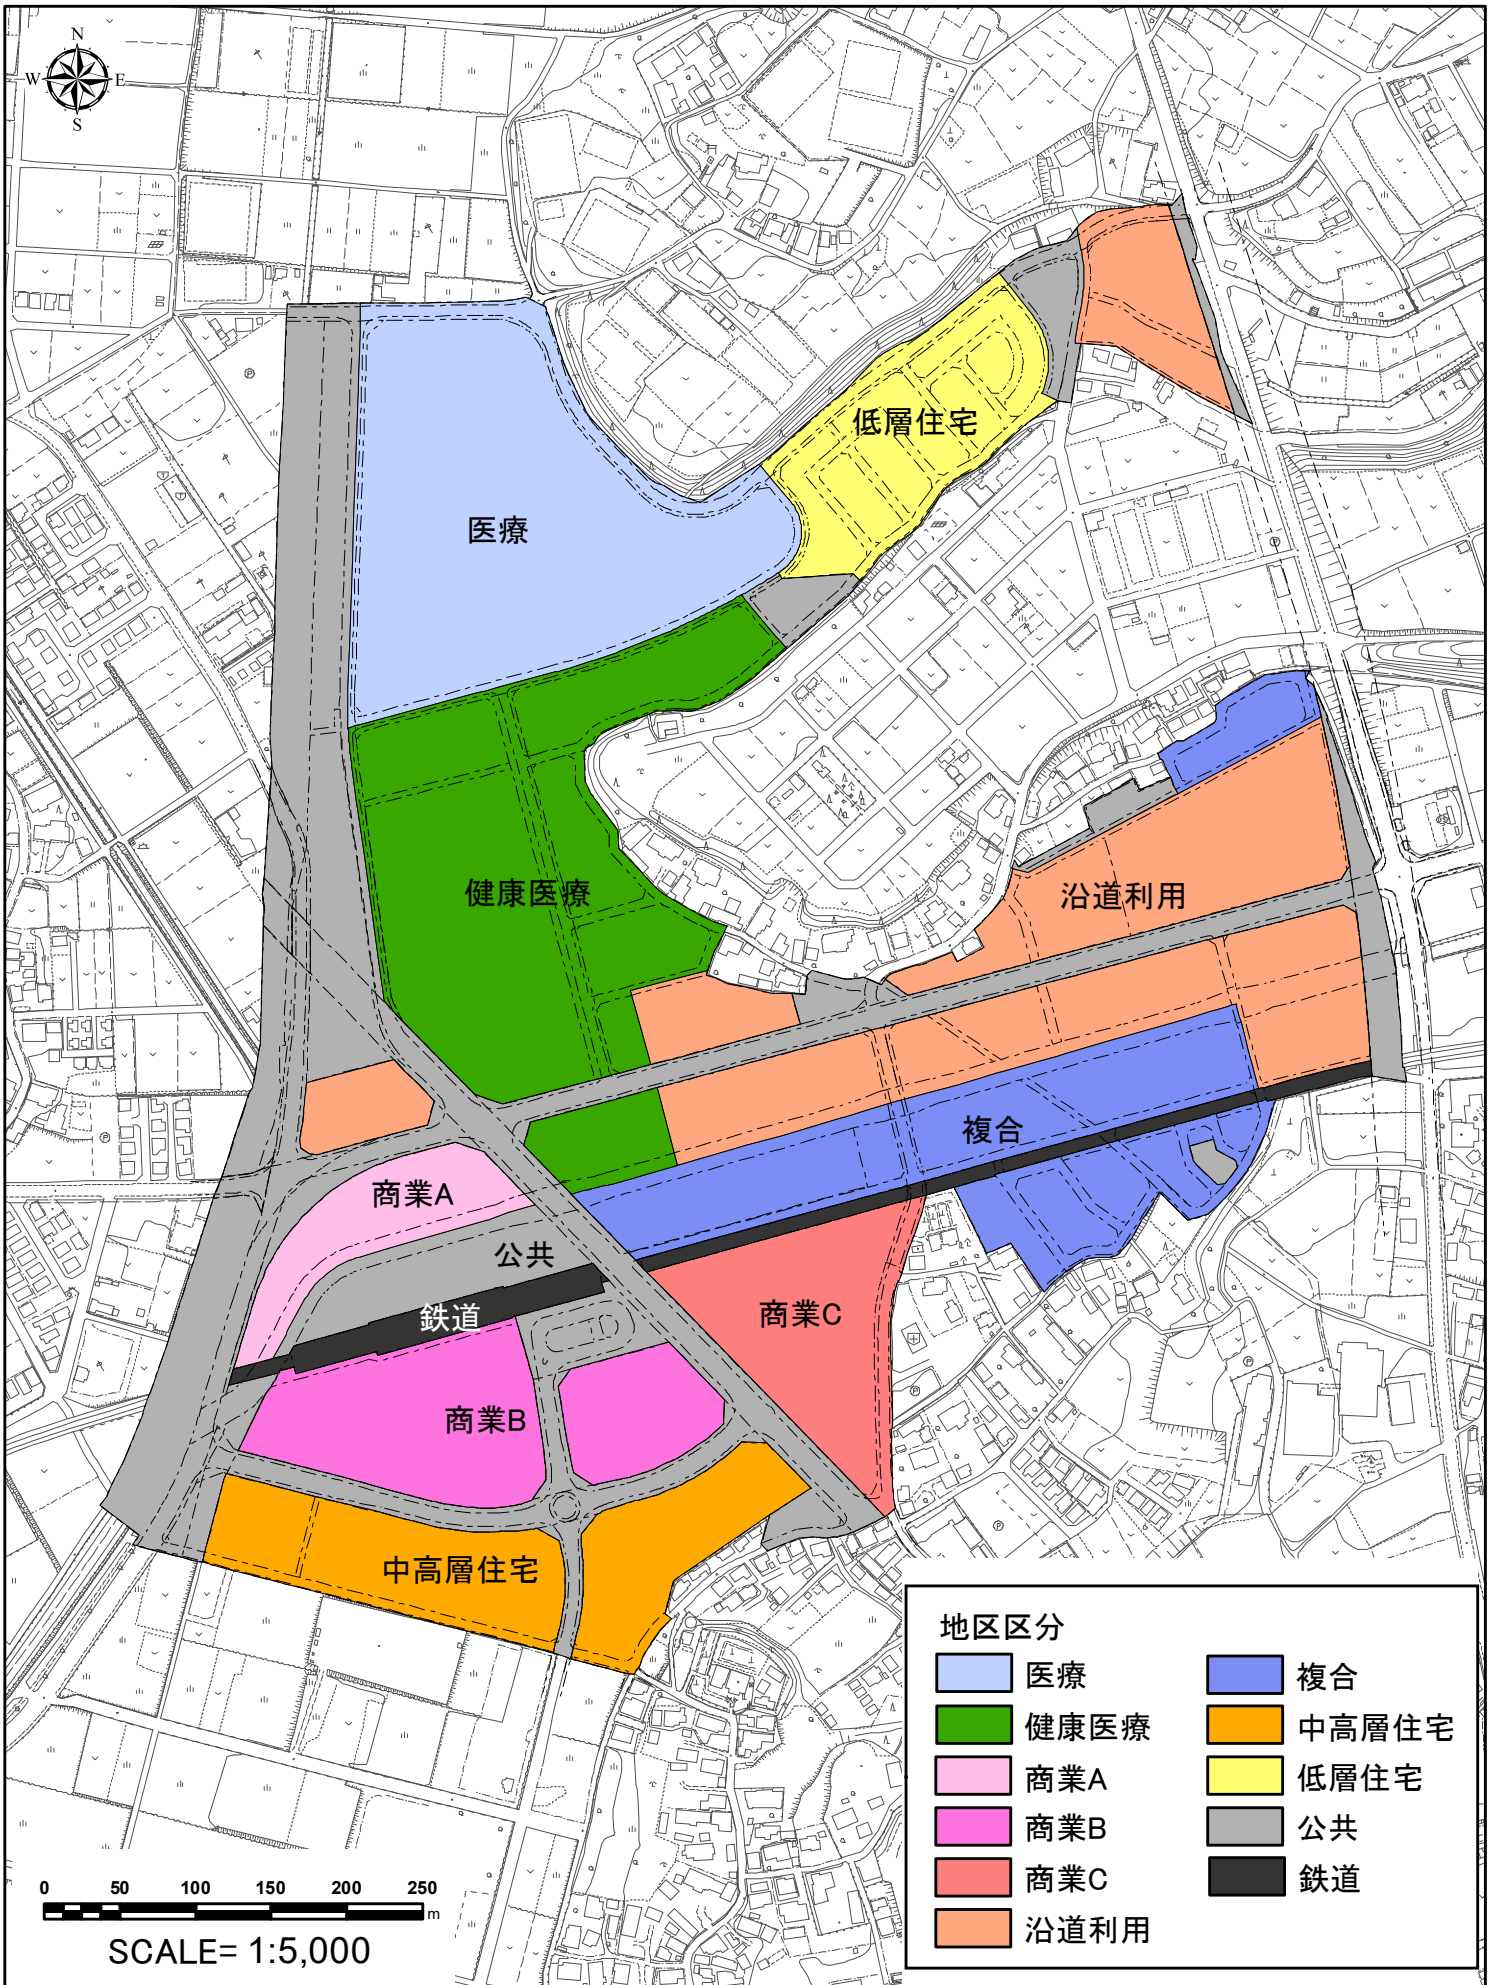 N
W E
S
低層住宅
医療
健康医療
沿道利用
複合
商業A
公共
鉄道
商業C
商業B
中高層住宅
地区区分
医療
健康医療
商業A
商業B
商業C
沿道利用
複合
中高層住宅
低層住宅
公共
鉄道
0 50 100 150 200 250
m
SCALE= 1:5,000